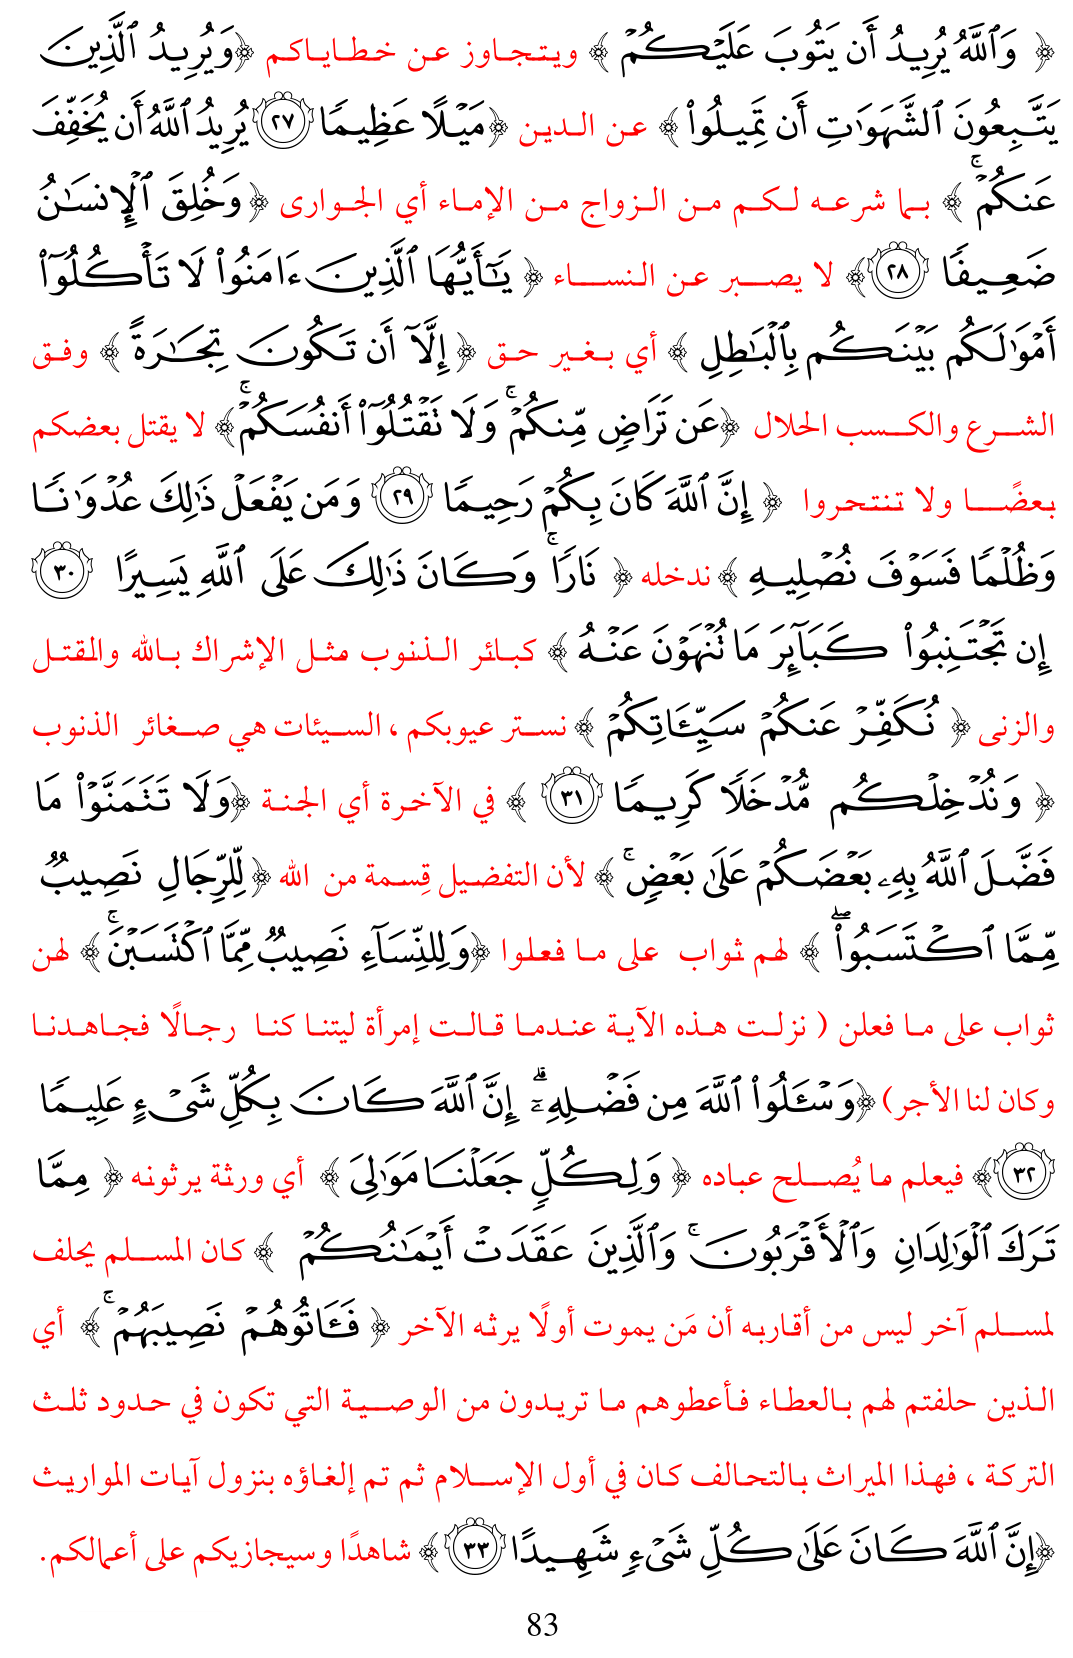 ﴿ وَٱللَّهُ يُرِيدُ أَن يَتُوبَ عَلَيۡكُمۡ ﴾ ويتجاوز عن خطاياكم ﴿وَيُرِيدُ ٱلَّذِينَ
يَتَّبِعُونَ ٱلشَّهَوَٰتِ أَن تَمِيلُواْ﴾ عن الدين ﴿مَيۡلًا عَظِيمٗا ٢٧ يُرِيدُ ٱللَّهُ أَن يُخَفِّفَ
عَنكُمۡۚ ﴾ بما شرعه لكم من الزواج من الإماء أي الجوارى ﴿ وَخُلِقَ ٱلۡإِنسَٰنُ
ضَعِيفٗا ٢٨﴾ لا يصبر عن النساء ﴿ يَٰٓأَيُّهَا ٱلَّذِينَ ءَامَنُواْ لَا تَأۡكُلُوٓاْ
أَمۡوَٰلَكُم بَيۡنَكُم بِٱلۡبَٰطِلِ ﴾ أي بغير حق ﴿ إِلَّآ أَن تَكُونَ تِجَٰرَةً ﴾ وفق
الشرع والكسب الحلال ﴿عَن تَرَاضٖ مِّنكُمۡۚ وَلَا تَقۡتُلُوٓاْ أَنفُسَكُمۡۚ﴾ لا يقتل بعضكم
بعضًا ولا تنتحروا ﴿ إِنَّ ٱللَّهَ كَانَ بِكُمۡ رَحِيمٗا ٢٩ وَمَن يَفۡعَلۡ ذَٰلِكَ عُدۡوَٰنٗا
وَظُلۡمٗا فَسَوۡفَ نُصۡلِيهِ ﴾ ندخله ﴿ نَارٗاۚ وَكَانَ ذَٰلِكَ عَلَى ٱللَّهِ يَسِيرًا ٣٠
إِن تَجۡتَنِبُواْ كَبَآئِرَ مَا تُنۡهَوۡنَ عَنۡهُ ﴾ كبائر الذنوب مثل الإشراك بالله والقتل
والزنى ﴿ نُكَفِّرۡ عَنكُمۡ سَيِّـَٔاتِكُمۡ ﴾ نستر عيوبكم ، السيئات هي صغائر الذنوب
﴿ وَنُدۡخِلۡكُم مُّدۡخَلٗا كَرِيمٗا ٣١ ﴾ في الآخرة أي الجنة ﴿وَلَا تَتَمَنَّوۡاْ مَا
فَضَّلَ ٱللَّهُ بِهِۦ بَعۡضَكُمۡ عَلَىٰ بَعۡضٖۚ ﴾ لأن التفضيل قِسمة من الله ﴿ لِّلرِّجَالِ نَصِيبٞ
مِّمَّا ٱكۡتَسَبُواْۖ ﴾ لهم ثواب على ما فعلوا ﴿وَلِلنِّسَآءِ نَصِيبٞ مِّمَّا ٱكۡتَسَبۡنَۚ ﴾ لهن
ثواب على ما فعلن ( نزلت هذه الآية عندما قالت إمرأة ليتنا كنا رجالًا فجاهدنا
وكان لنا الأجر) ﴿وَسۡـَٔلُواْ ٱللَّهَ مِن فَضۡلِهِۦٓۗ إِنَّ ٱللَّهَ كَانَ بِكُلِّ شَيۡءٍ عَلِيمٗا
٣٢﴾ فيعلم ما يُصلح عباده ﴿ وَلِكُلّٖ جَعَلۡنَا مَوَٰلِيَ ﴾ أي ورثة يرثونه ﴿ مِمَّا
تَرَكَ ٱلۡوَٰلِدَانِ وَٱلۡأَقۡرَبُونَۚ وَٱلَّذِينَ عَقَدَتۡ أَيۡمَٰنُكُمۡ ﴾ كان المسلم يحلف
لمسلم آخر ليس من أقاربه أن مَن يموت أولًا يرثه الآخر ﴿ فَـَٔاتُوهُمۡ نَصِيبَهُمۡۚ ﴾ أي
الذين حلفتم لهم بالعطاء فأعطوهم ما تريدون من الوصية التي تكون في حدود ثلث
التركة ، فهذا الميراث بالتحالف كان في أول الإسلام ثم تم إلغاؤه بنزول آيات المواريث
﴿إِنَّ ٱللَّهَ كَانَ عَلَىٰ كُلِّ شَيۡءٖ شَهِيدًا ٣٣﴾ شاهدًا وسيجازيكم على أعمالكم.
83